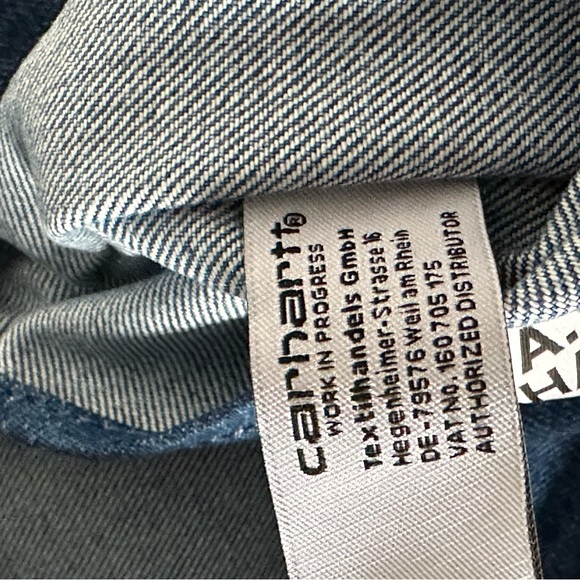 carhartt®
WORK IN PROGRESS
Textilhandels GmbH
Hegenheimer-Strasse 16
DE-79576 Weil am Rhein
VAT No. 160 705 175
AUTHORIZED DISTRIBUTOR
A.
HA